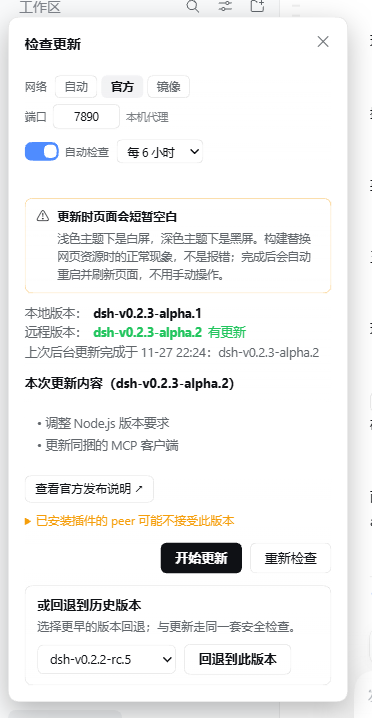 工作区
检查更新
网络 自动 官方 镜像
端口 7890 本机代理
自动检查 每 6 小时
更新时页面会短暂空白
浅色主题下是白屏，深色主题下是黑屏。构建替换
网页资源时的正常现象，不是报错；完成后会自动
重启并刷新页面，不用手动操作。
本地版本： dsh-v0.2.3-alpha.1
远程版本： dsh-v0.2.3-alpha.2 有更新
上次后台更新完成于 11-27 22:24：dsh-v0.2.3-alpha.2
本次更新内容（dsh-v0.2.3-alpha.2）
• 调整 Node.js 版本要求
• 更新同捆的 MCP 客户端
查看官方发布说明 ↗
▸ 已安装插件的 peer 可能不接受此版本
开始更新 重新检查
或回退到历史版本
选择更早的版本回退；与更新走同一套安全检查。
dsh-v0.2.2-rc.5 回退到此版本